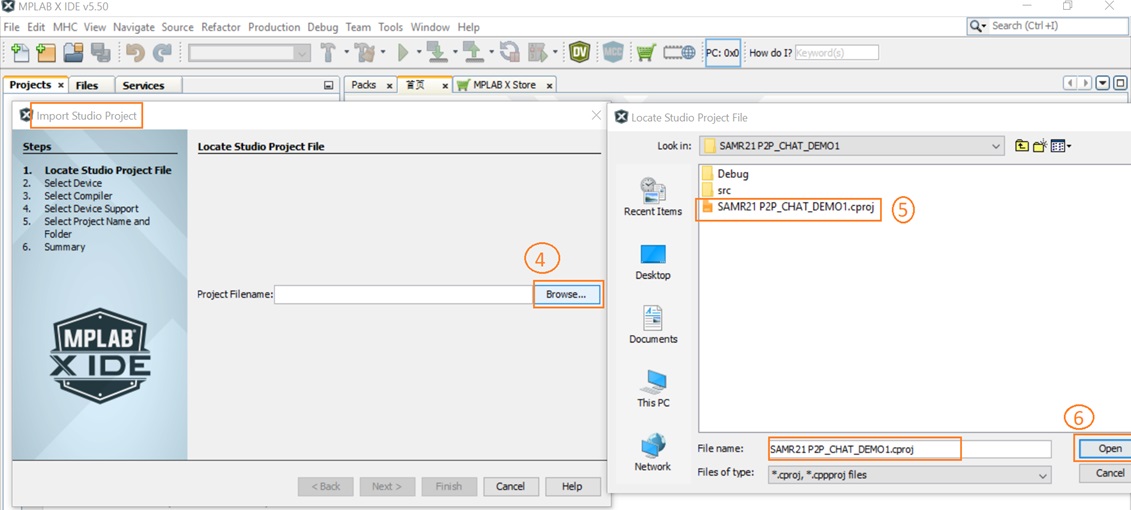 MPLAB X IDE v5.50
File Edit MHC View Navigate Source Refactor Production Debug Team Tools Window Help
Search (Ctrl +I)
DV
MCC
PC: 0x0
How do I?
Keyword(s)
Projects x Files Services
Packs x 首页 x MPLAB X Store x
Import Studio Project
Steps
1. Locate Studio Project File
2. Select Device
3. Select Compiler
4. Select Device Support
5. Select Project Name and
Folder
6. Summary
MPLAB
X IDE
Locate Studio Project File
4
Project Filename:
Browse...
< Back
Next >
Finish
Cancel
Help
Locate Studio Project File
Look in:
SAMR21 P2P_CHAT_DEMO1
Recent Items
Desktop
Documents
This PC
Network
Debug
src
SAMR21 P2P_CHAT_DEMO1.cproj
5
6
File name:
SAMR21 P2P_CHAT_DEMO1.cproj
Open
Files of type:
*.cproj, *.cppproj files
Cancel